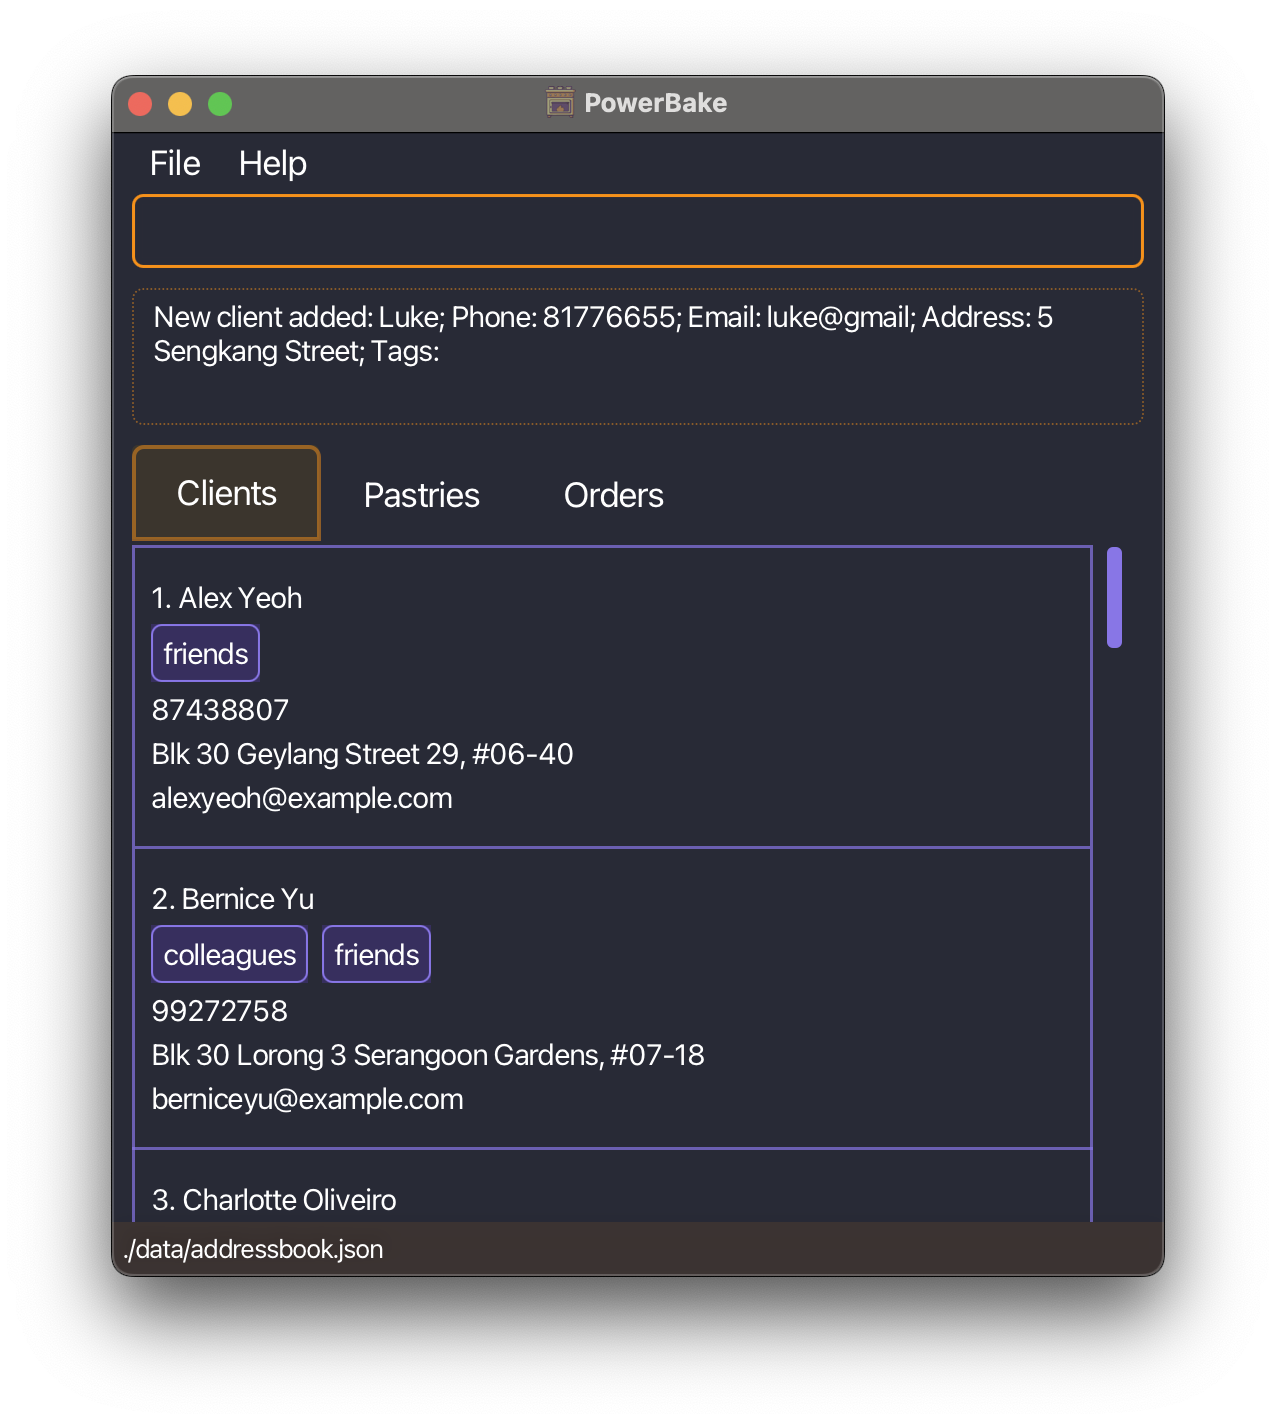 PowerBake
File Help
New client added: Luke; Phone: 81776655; Email: luke@gmail; Address: 5
Sengkang Street; Tags:
Clients Pastries Orders
1. Alex Yeoh
friends
87438807
Blk 30 Geylang Street 29, #06-40
alexyeoh@example.com
2. Bernice Yu
colleagues friends
99272758
Blk 30 Lorong 3 Serangoon Gardens, #07-18
berniceyu@example.com
3. Charlotte Oliveiro
./data/addressbook.json